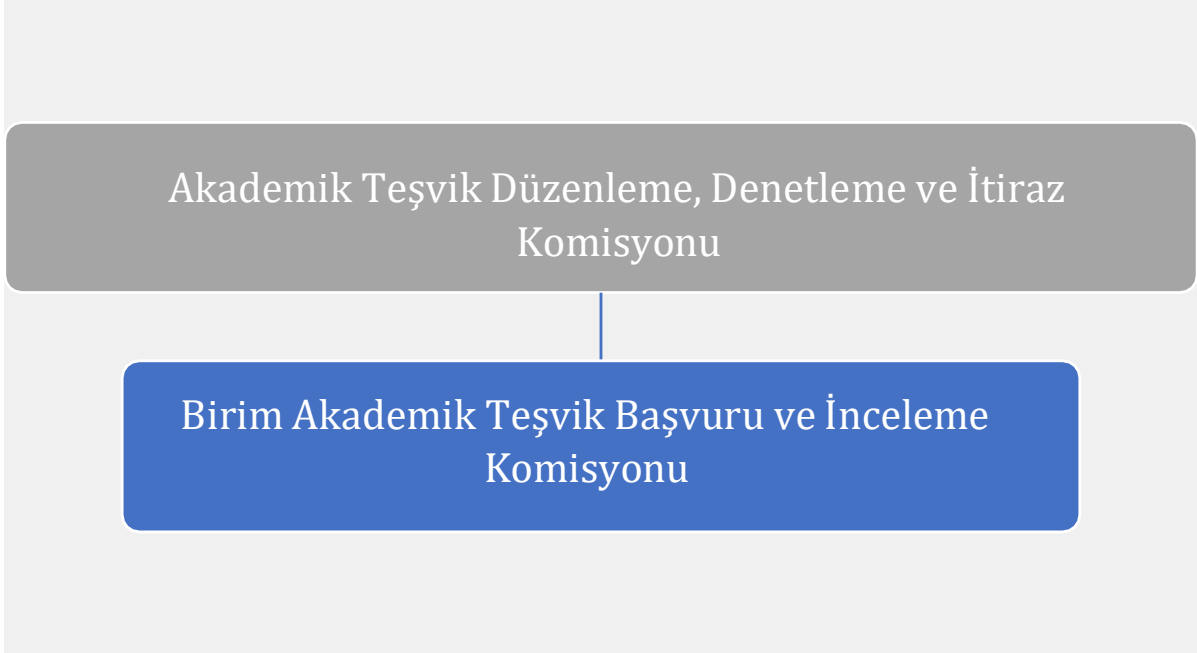 Akademik Teşvik Düzenleme, Denetleme ve İtiraz
Komisyonu
Birim Akademik Teşvik Başvuru ve İnceleme
Komisyonu